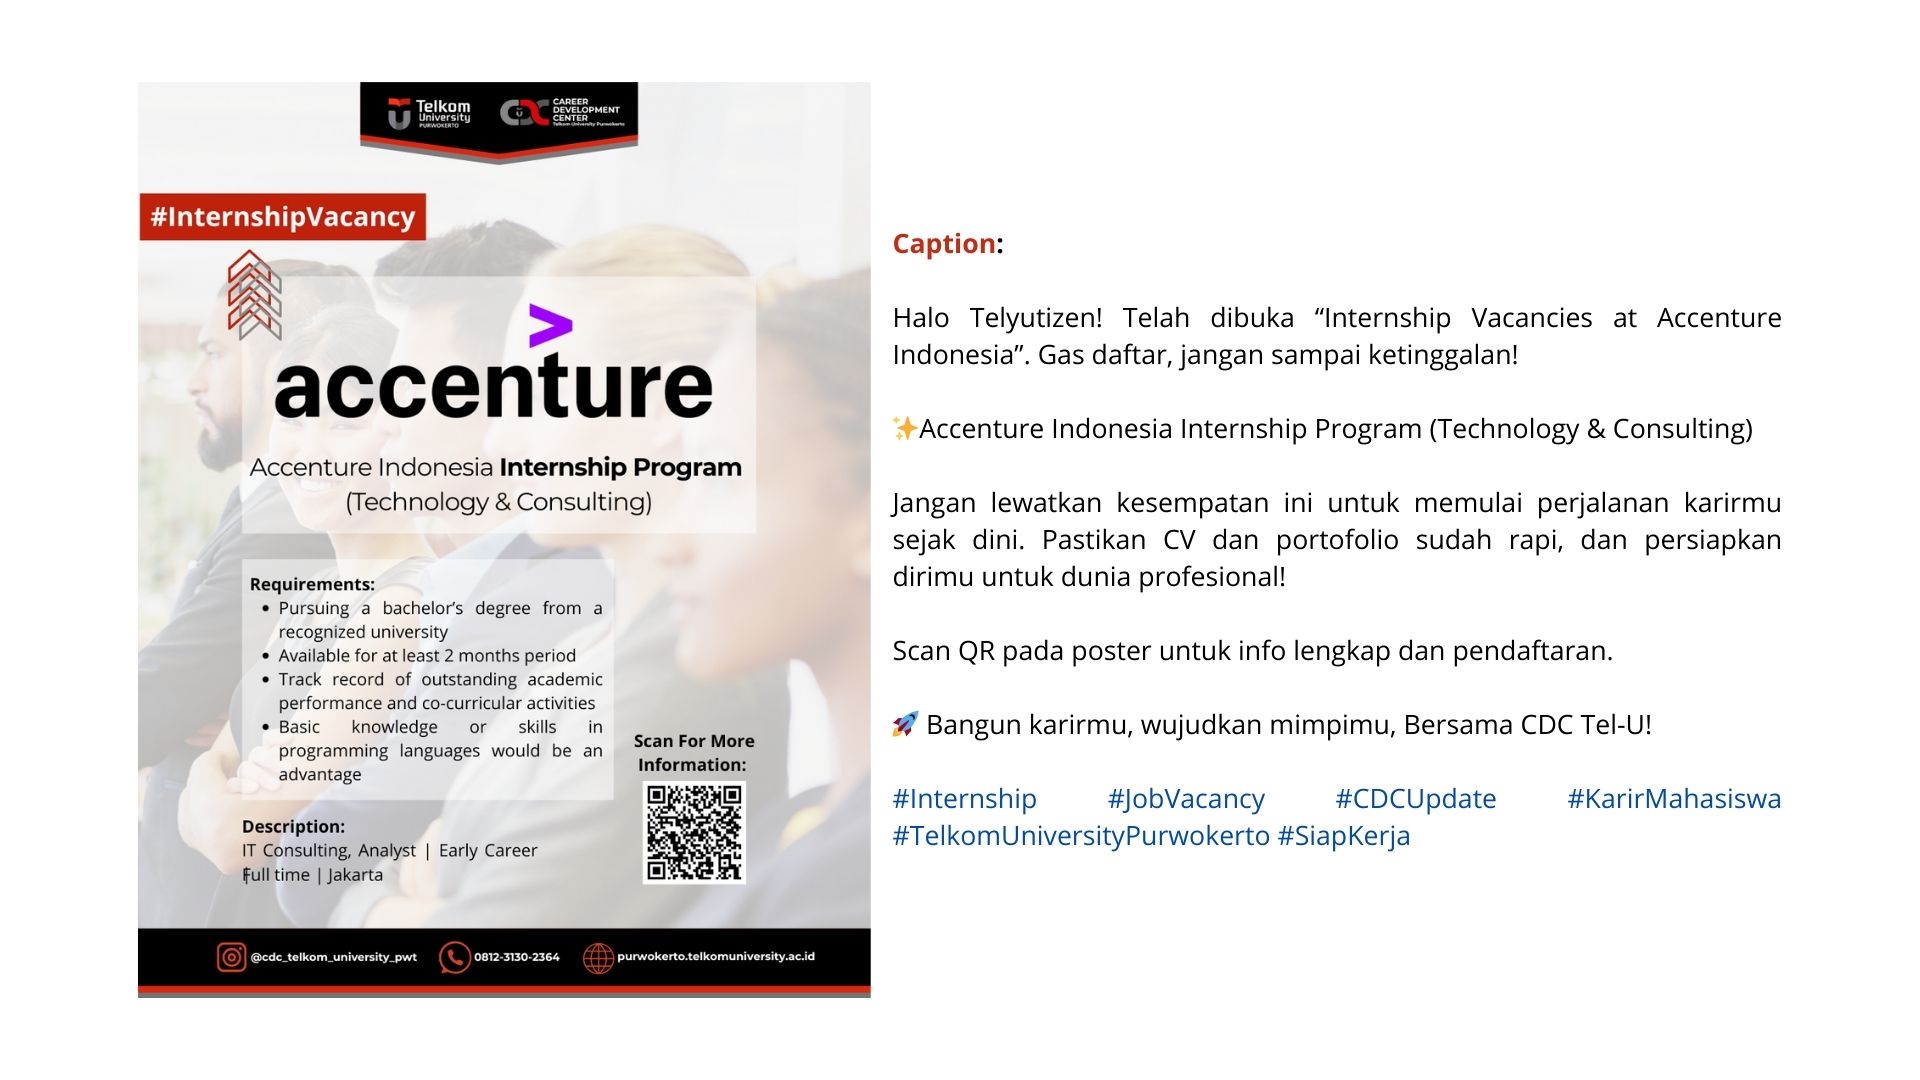 Telkom
University
PURWOKERTO
CDC
CAREER
DEVELOPMENT
CENTER
Telkom University Purwokerto
#InternshipVacancy
>
accenture
Accenture Indonesia Internship Program
(Technology & Consulting)
Requirements:
• Pursuing a bachelor’s degree from a
recognized university
• Available for at least 2 months period
• Track record of outstanding academic
performance and co-curricular activities
• Basic knowledge or skills in
programming languages would be an
advantage
Description:
IT Consulting, Analyst | Early Career |
Full time | Jakarta
Scan For More
Information:
@cdc_telkom_university_pwt
0812-3130-2364
purwokerto.telkomuniversity.ac.id
Caption:
Halo Telyutizen! Telah dibuka “Internship Vacancies at Accenture
Indonesia”. Gas daftar, jangan sampai ketinggalan!
✨Accenture Indonesia Internship Program (Technology & Consulting)
Jangan lewatkan kesempatan ini untuk memulai perjalanan karirmu
sejak dini. Pastikan CV dan portofolio sudah rapi, dan persiapkan
dirimu untuk dunia profesional!
Scan QR pada poster untuk info lengkap dan pendaftaran.
🚀 Bangun karirmu, wujudkan mimpimu, Bersama CDC Tel-U!
#Internship #JobVacancy #CDCUpdate #KarirMahasiswa
#TelkomUniversityPurwokerto #SiapKerja